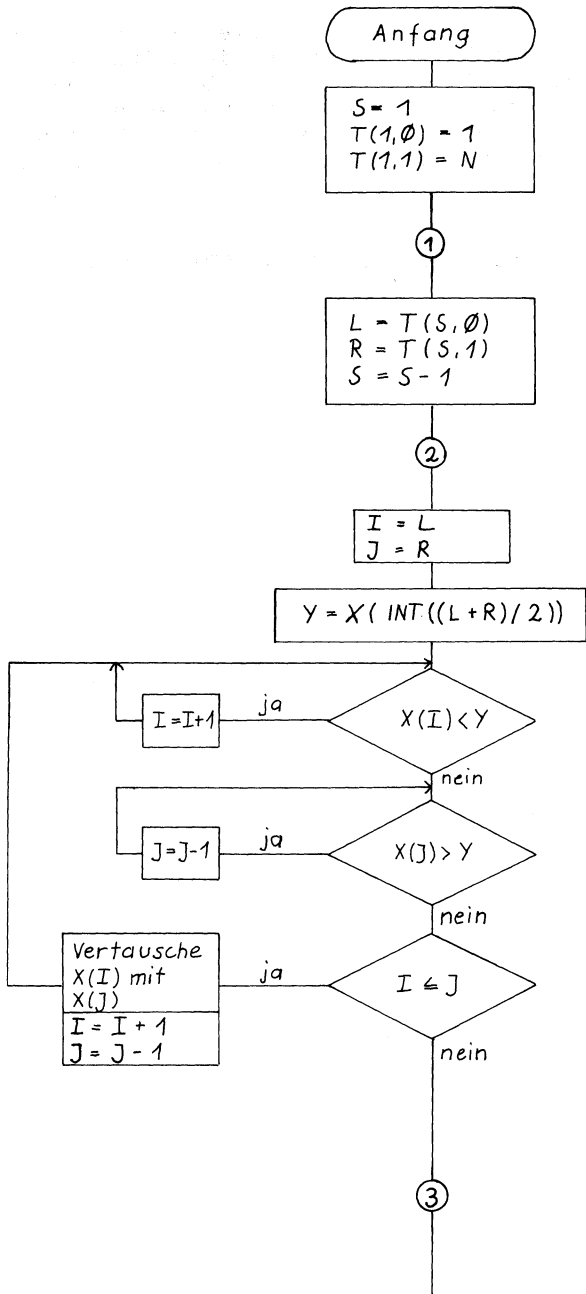 Anfang
S = 1
T(1,Ø) = 1
T(1,1) = N
1
L = T(S,Ø)
R = T(S,1)
S = S - 1
2
I = L
J = R
Y = X( INT((L+R)/2))
I=I+1
ja
X(I)<Y
nein
J=J-1
ja
X(J)>Y
nein
Vertausche
X(I) mit
X(J)
I = I + 1
J = J - 1
ja
I ≤ J
nein
3